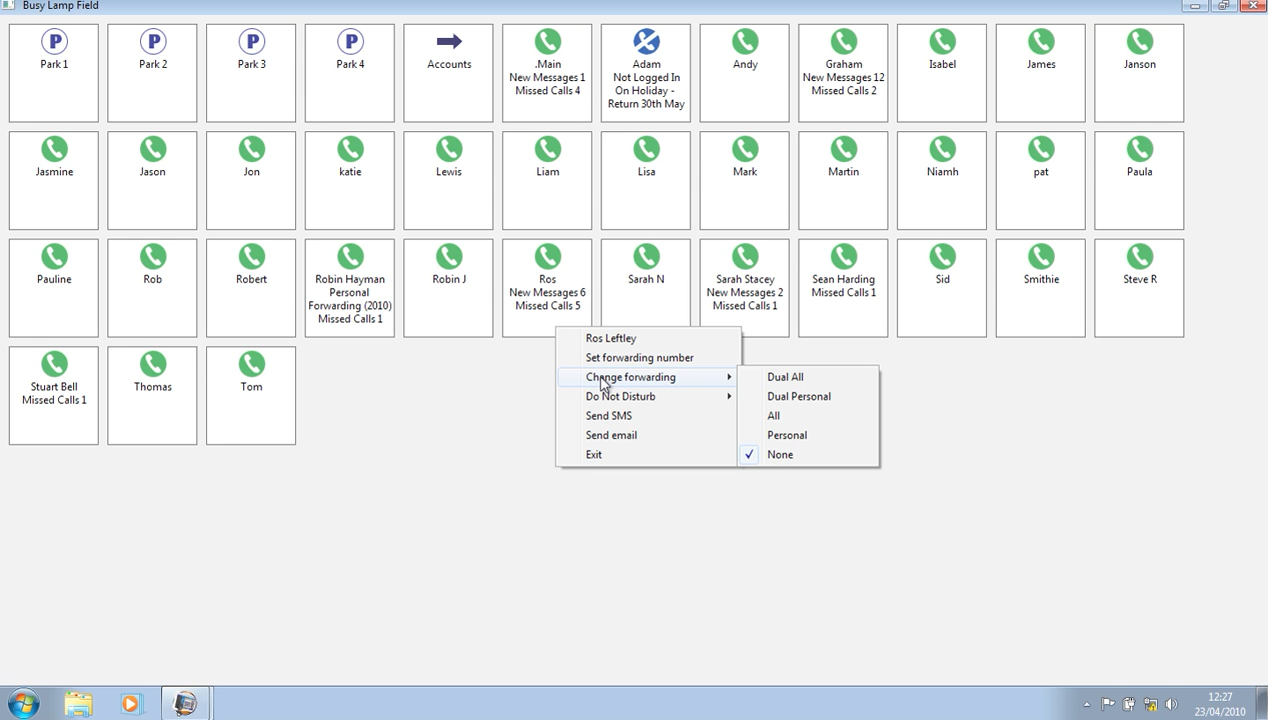 Busy Lamp Field
P
Park 1
P
Park 2
P
Park 3
P
Park 4
Accounts
.Main
New Messages 1
Missed Calls 4
Adam
Not Logged In
On Holiday -
Return 30th May
Andy
Graham
New Messages 12
Missed Calls 2
Isabel
James
Janson
Jasmine
Jason
Jon
katie
Lewis
Liam
Lisa
Mark
Martin
Niamh
pat
Paula
Pauline
Rob
Robert
Robin Hayman
Personal
Forwarding (2010)
Missed Calls 1
Robin J
Ros
New Messages 6
Missed Calls 5
Sarah N
Sarah Stacey
New Messages 2
Missed Calls 1
Sean Harding
Missed Calls 1
Sid
Smithie
Steve R
Stuart Bell
Missed Calls 1
Thomas
Tom
Ros Leftley
Set forwarding number
Change forwarding
Do Not Disturb
Send SMS
Send email
Exit
Dual All
Dual Personal
All
Personal
None
12:27
23/04/2010